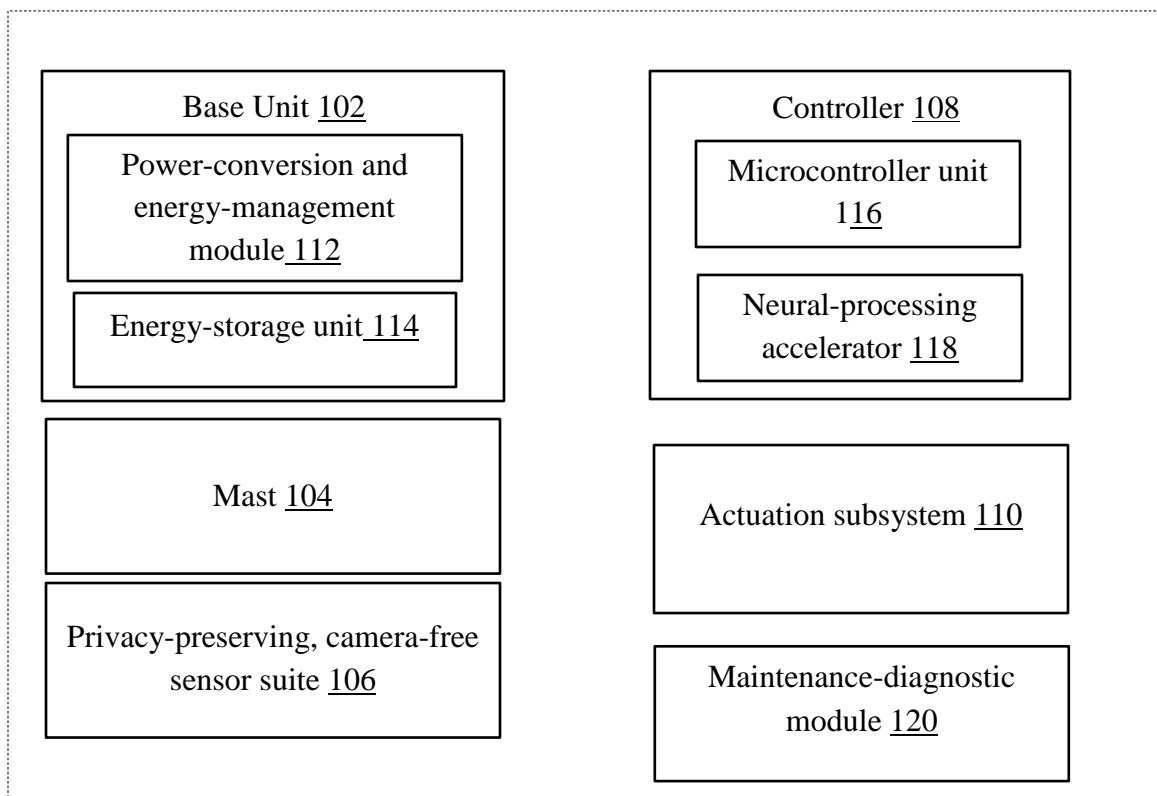 Base Unit 102
Power-conversion and
energy-management
module 112
Energy-storage unit 114
Mast 104
Privacy-preserving, camera-free
sensor suite 106
Controller 108
Microcontroller unit
116
Neural-processing
accelerator 118
Actuation subsystem 110
Maintenance-diagnostic
module 120